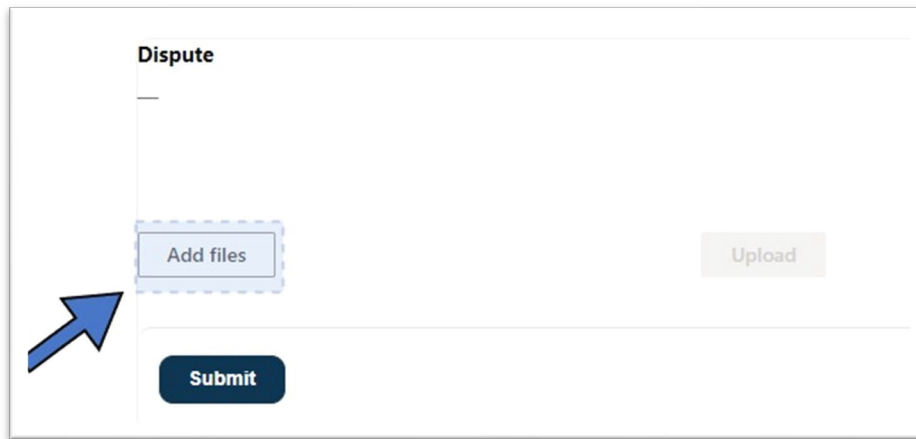 Dispute
—
Add files
Upload
Submit